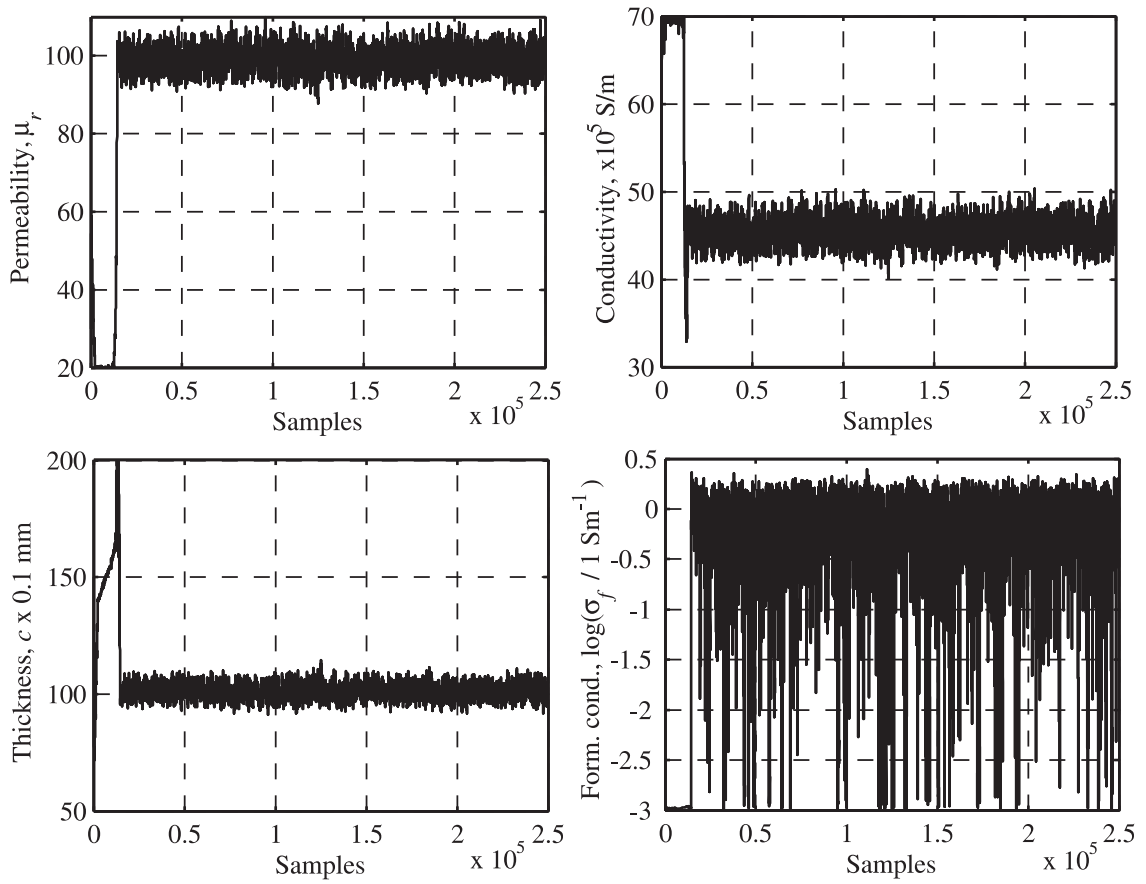 Permeability, μr
100
80
60
40
20
0 0.5 1 1.5 2 2.5
x 10^5
Samples
Conductivity, x10^5 S/m
70
60
50
40
30
0 0.5 1 1.5 2 2.5
x 10^5
Samples
Thickness, c x 0.1 mm
200
150
100
50
0 0.5 1 1.5 2 2.5
x 10^5
Samples
Form. cond., log(σf / 1 Sm^-1 )
0.5
0
-0.5
-1
-1.5
-2
-2.5
-3
0 0.5 1 1.5 2 2.5
x 10^5
Samples